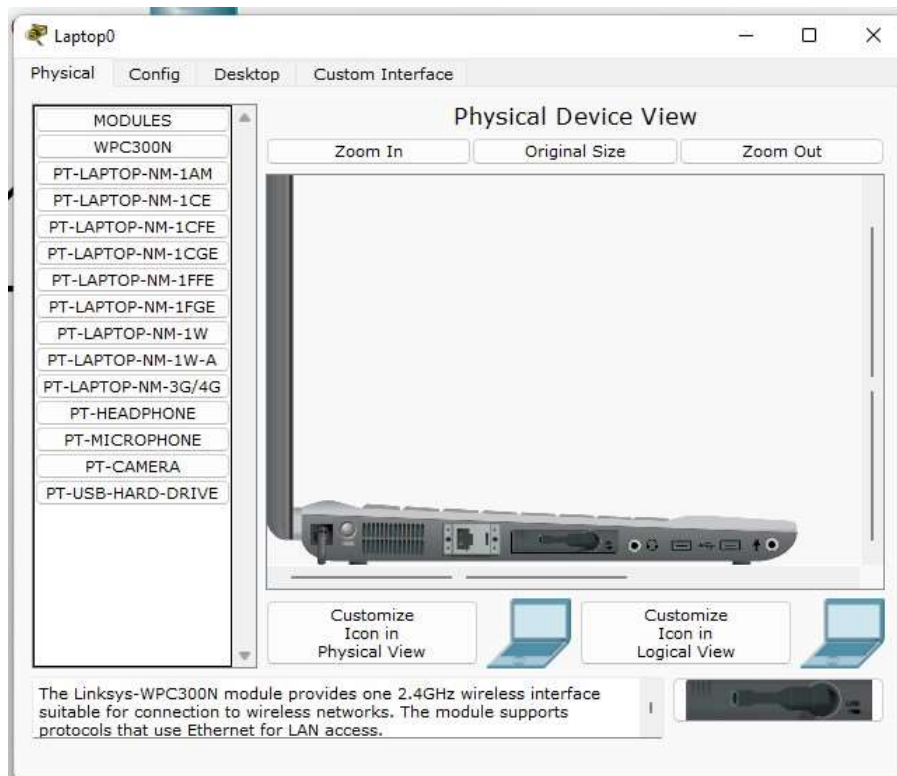 Laptop0
Physical Config Desktop Custom Interface
MODULES
WPC300N
PT-LAPTOP-NM-1AM
PT-LAPTOP-NM-1CE
PT-LAPTOP-NM-1CFE
PT-LAPTOP-NM-1CGE
PT-LAPTOP-NM-1FFE
PT-LAPTOP-NM-1FGE
PT-LAPTOP-NM-1W
PT-LAPTOP-NM-1W-A
PT-LAPTOP-NM-3G/4G
PT-HEADPHONE
PT-MICROPHONE
PT-CAMERA
PT-USB-HARD-DRIVE
Physical Device View
Zoom In Original Size Zoom Out
Customize
Icon in
Physical View
Customize
Icon in
Logical View
The Linksys-WPC300N module provides one 2.4GHz wireless interface
suitable for connection to wireless networks. The module supports
protocols that use Ethernet for LAN access.